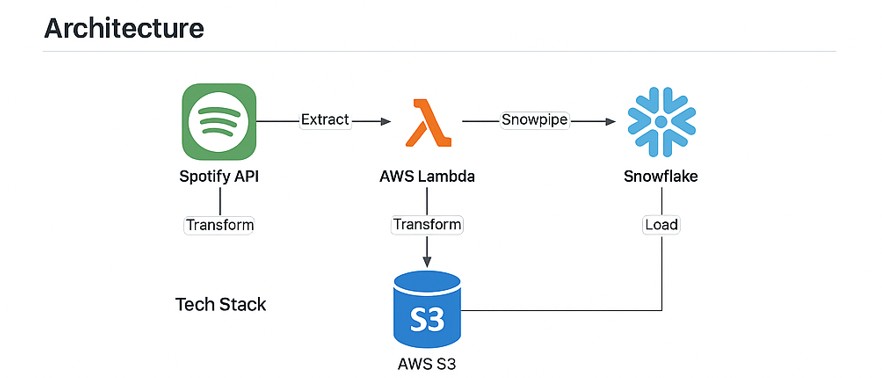 Architecture
Extract
Snowpipe
Spotify API
AWS Lambda
Snowflake
Transform
Transform
Load
Tech Stack
S3
AWS S3